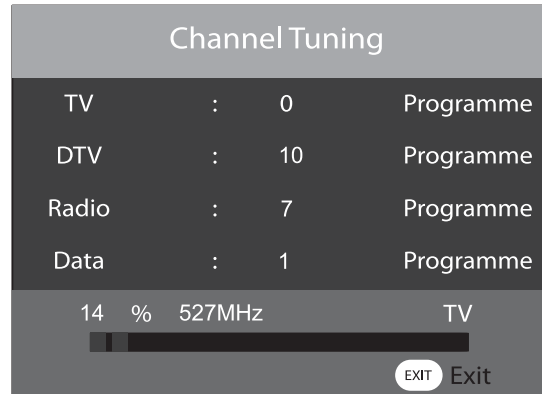 Channel Tuning
TV : 0 Programme
DTV : 10 Programme
Radio : 7 Programme
Data : 1 Programme
14 % 527MHz TV
EXIT Exit